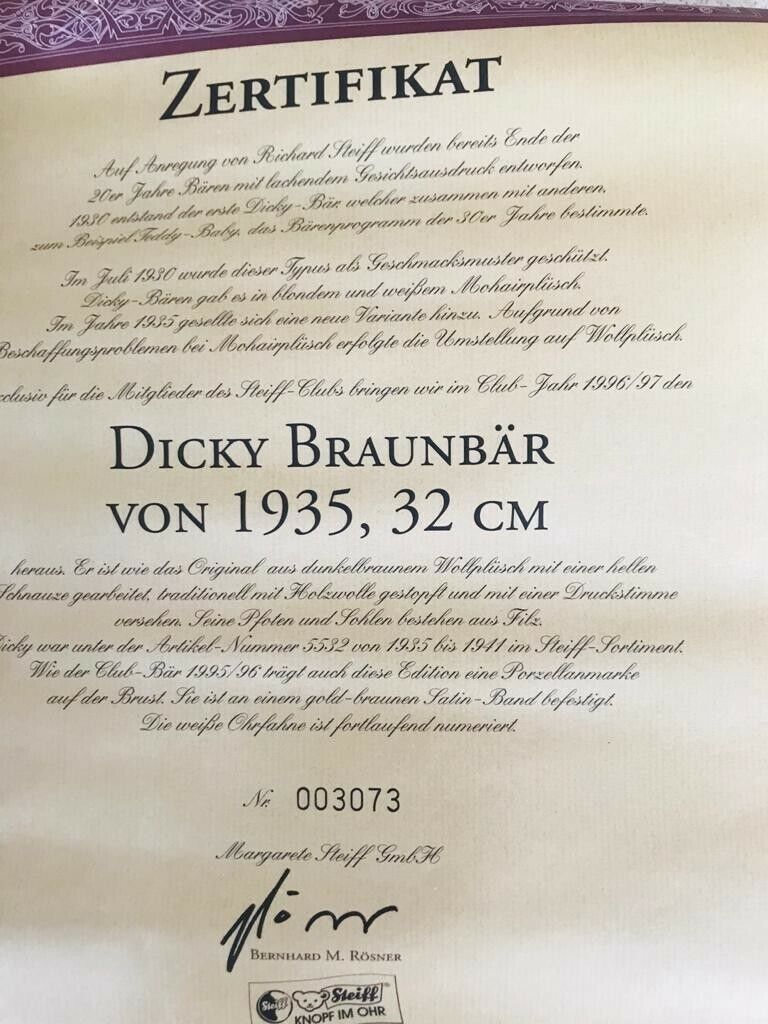 ZERTIFIKAT
Auf Anregung von Richard Steiff wurden bereits Ende der
20er Jahre Bären mit lachendem Gesichtsausdruck entworfen.
1930 entstand der erste Dicky-Bär, welcher zusammen mit anderen,
zum Beispiel Teddy-Baby, das Bärenprogramm der 30er Jahre bestimmte.
Im Juli 1930 wurde dieser Typus als Geschmacksmuster geschützt.
Dicky-Bären gab es in blondem und weißem Mohairplüsch.
Im Jahre 1935 gesellte sich eine neue Variante hinzu. Aufgrund von
Beschaffungsproblemen bei Mohairplüsch erfolgte die Umstellung auf Wollplüsch.
clusiv für die Mitglieder des Steiff-Clubs bringen wir im Club-Jahr 1996/97 den
DICKY BRAUNBÄR
VON 1935, 32 CM
heraus. Er ist wie das Original aus dunkelbraunem Wollplüsch mit einer hellen
Schnauze gearbeitet, traditionell mit Holzwolle gestopft und mit einer Druckstimme
versehen. Seine Pfoten und Sohlen bestehen aus Filz.
icky war unter der Artikel-Nummer 5532 von 1935 bis 1941 im Steiff-Sortiment.
Wie der Club-Bär 1995/96 trägt auch diese Edition eine Porzellanmarke
auf der Brust. Sie ist an einem gold-braunen Satin-Band befestigt.
Die weiße Ohrfahne ist fortlaufend numeriert.
Nr. 003073
Margarete Steiff GmbH
BERNHARD M. RÖSNER
Steiff Steiff
KNOPF IM OHR